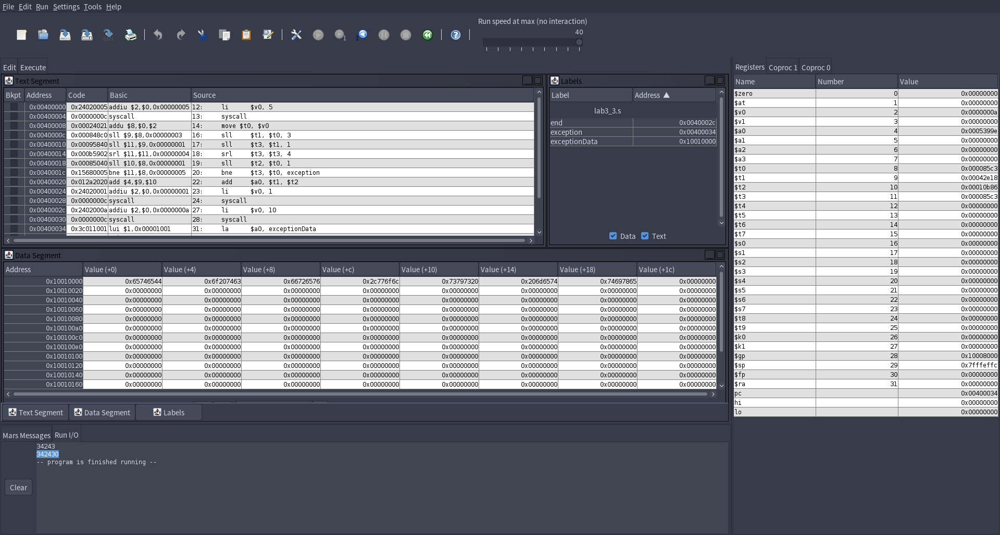 File Edit Run Settings Tools Help
Run speed at max (no interaction)
40
Edit Execute
Text Segment
Bkpt Address Code Basic Source
0x00400000 0x24020005 addiu $2,$0,0x00000005 12: li $v0, 5
0x00400004 0x0000000c syscall 13: syscall
0x00400008 0x00024021 addu $8,$0,$2 14: move $t0, $v0
0x0040000c 0x000848c0 sll $9,$8,0x00000003 16: sll $t1, $t0, 3
0x00400010 0x00095840 sll $11,$9,0x00000001 17: sll $t3, $t1, 1
0x00400014 0x000b5902 srl $11,$11,0x00000004 18: srl $t3, $t3, 4
0x00400018 0x00085040 sll $10,$8,0x00000001 19: sll $t2, $t0, 1
0x0040001c 0x15680005 bne $11,$8,0x00000005 20: bne $t3, $t0, exception
0x00400020 0x012a2020 add $4,$9,$10 22: add $a0, $t1, $t2
0x00400024 0x24020001 addiu $2,$0,0x00000001 23: li $v0, 1
0x00400028 0x0000000c syscall 24: syscall
0x0040002c 0x2402000a addiu $2,$0,0x0000000a 27: li $v0, 10
0x00400030 0x0000000c syscall 28: syscall
0x00400034 0x3c011001 lui $1,0x00001001 31: la $a0, exceptionData
Labels
Label Address ▲
lab3_3.s
end 0x0040002c
exception 0x00400034
exceptionData 0x10010000
Data Text
Data Segment
Address Value (+0) Value (+4) Value (+8) Value (+c) Value (+10) Value (+14) Value (+18) Value (+1c)
0x10010000 0x65746544 0x6f207463 0x66726576 0x2c776f6c 0x73797320 0x206d6574 0x74697865 0x00000000
0x10010020 0x00000000 0x00000000 0x00000000 0x00000000 0x00000000 0x00000000 0x00000000 0x00000000
0x10010040 0x00000000 0x00000000 0x00000000 0x00000000 0x00000000 0x00000000 0x00000000 0x00000000
0x10010060 0x00000000 0x00000000 0x00000000 0x00000000 0x00000000 0x00000000 0x00000000 0x00000000
0x10010080 0x00000000 0x00000000 0x00000000 0x00000000 0x00000000 0x00000000 0x00000000 0x00000000
0x100100a0 0x00000000 0x00000000 0x00000000 0x00000000 0x00000000 0x00000000 0x00000000 0x00000000
0x100100c0 0x00000000 0x00000000 0x00000000 0x00000000 0x00000000 0x00000000 0x00000000 0x00000000
0x100100e0 0x00000000 0x00000000 0x00000000 0x00000000 0x00000000 0x00000000 0x00000000 0x00000000
0x10010100 0x00000000 0x00000000 0x00000000 0x00000000 0x00000000 0x00000000 0x00000000 0x00000000
0x10010120 0x00000000 0x00000000 0x00000000 0x00000000 0x00000000 0x00000000 0x00000000 0x00000000
0x10010140 0x00000000 0x00000000 0x00000000 0x00000000 0x00000000 0x00000000 0x00000000 0x00000000
0x10010160 0x00000000 0x00000000 0x00000000 0x00000000 0x00000000 0x00000000 0x00000000 0x00000000
Text Segment Data Segment Labels
Mars Messages Run I/O
34243
342430
-- program is finished running --
Clear
Registers Coproc 1 Coproc 0
Name Number Value
$zero 0 0x00000000
$at 1 0x00000000
$v0 2 0x0000000a
$v1 3 0x00000000
$a0 4 0x0005399e
$a1 5 0x00000000
$a2 6 0x00000000
$a3 7 0x00000000
$t0 8 0x000085c3
$t1 9 0x00042e18
$t2 10 0x00010b86
$t3 11 0x000085c3
$t4 12 0x00000000
$t5 13 0x00000000
$t6 14 0x00000000
$t7 15 0x00000000
$s0 16 0x00000000
$s1 17 0x00000000
$s2 18 0x00000000
$s3 19 0x00000000
$s4 20 0x00000000
$s5 21 0x00000000
$s6 22 0x00000000
$s7 23 0x00000000
$t8 24 0x00000000
$t9 25 0x00000000
$k0 26 0x00000000
$k1 27 0x00000000
$gp 28 0x10008000
$sp 29 0x7fffeffc
$fp 30 0x00000000
$ra 31 0x00000000
pc 0x00400034
hi 0x00000000
lo 0x00000000